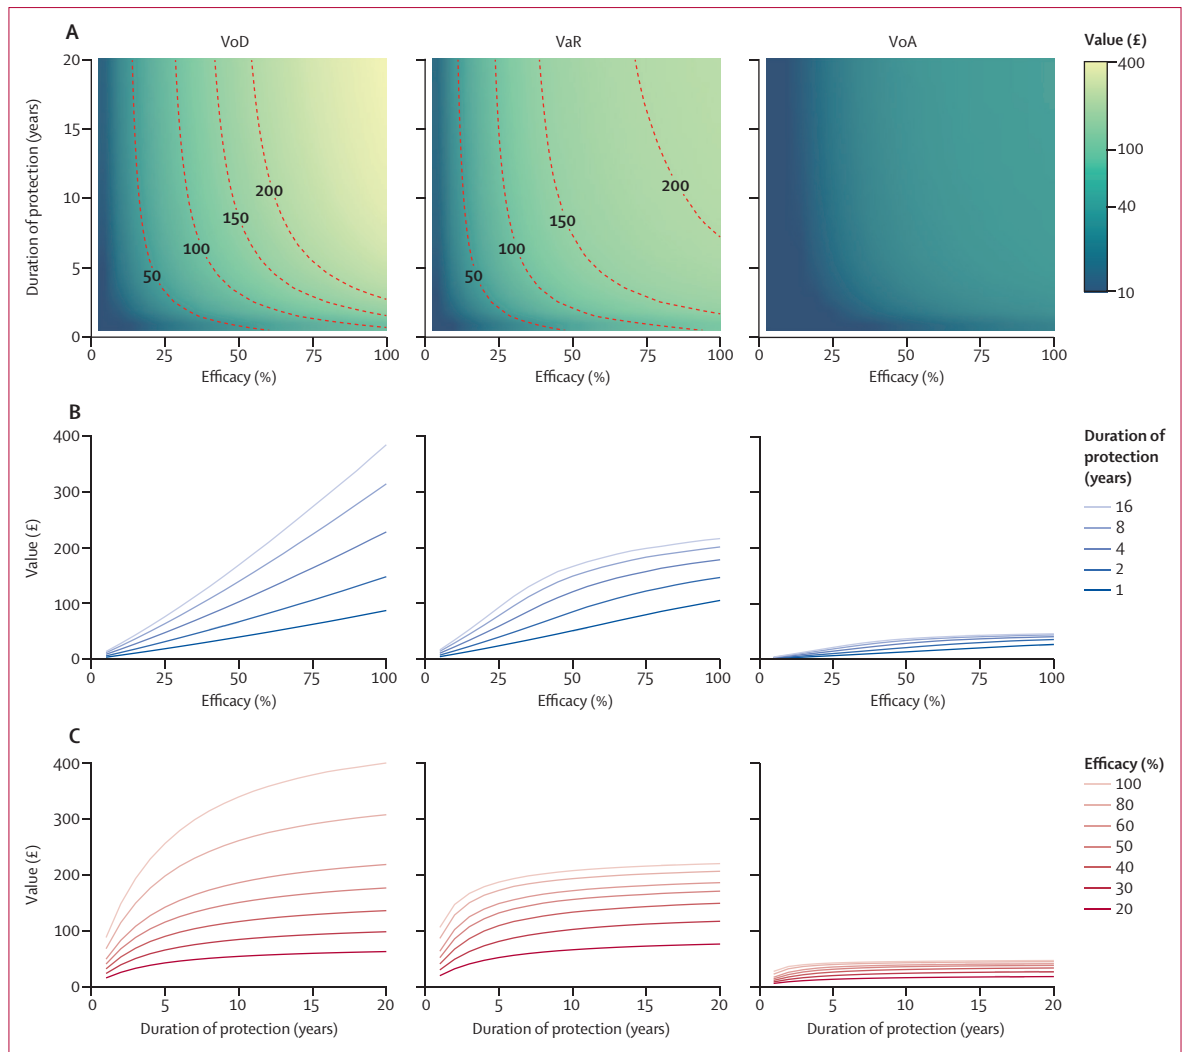 A
VoD
VaR
VoA
Value (£)
400
100
40
10
Duration of protection (years)
20
15
10
5
0
50
100
150
200
50
100
150
200
0 25 50 75 100
0 25 50 75 100
0 25 50 75 100
Efficacy (%)
Efficacy (%)
Efficacy (%)
B
Value (£)
400
300
200
100
0
0 25 50 75 100
0 25 50 75 100
0 25 50 75 100
Efficacy (%)
Efficacy (%)
Efficacy (%)
Duration of
protection
(years)
16
8
4
2
1
C
Value (£)
400
300
200
100
0
0 5 10 15 20
0 5 10 15 20
0 5 10 15 20
Duration of protection (years)
Duration of protection (years)
Duration of protection (years)
Efficacy (%)
100
80
60
50
40
30
20